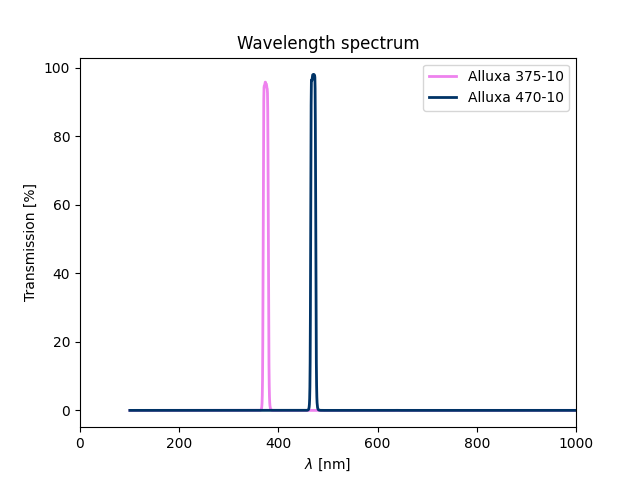 Wavelength spectrum
Alluxa 375-10
Alluxa 470-10
Transmission [%]
100
80
60
40
20
0
0 200 400 600 800 1000
λ [nm]